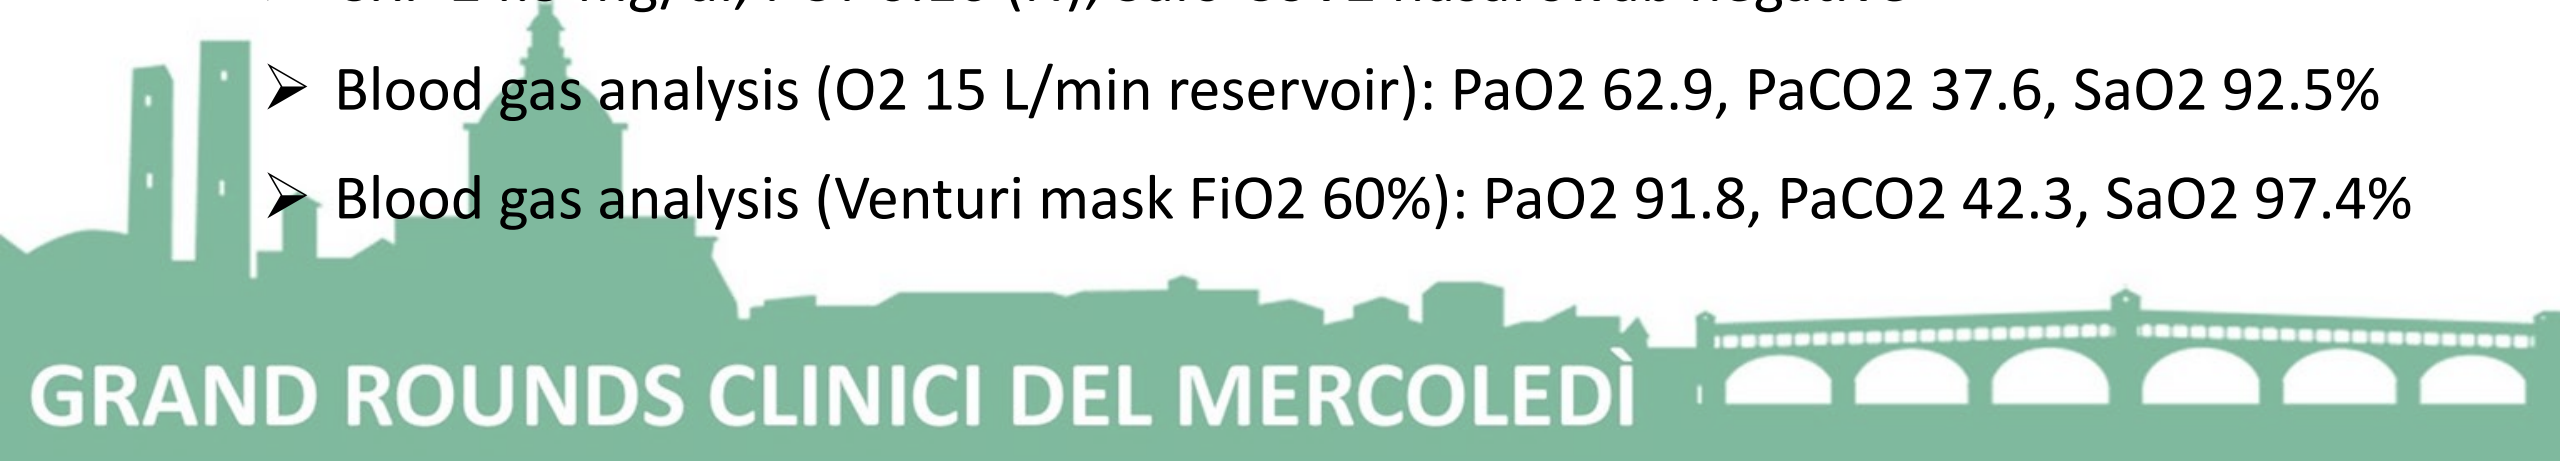 negative
Blood gas analysis (O2 15 L/min reservoir): PaO2 62.9, PaCO2 37.6, SaO2 92.5%
Blood gas analysis (Venturi mask FiO2 60%): PaO2 91.8, PaCO2 42.3, SaO2 97.4%
GRAND ROUNDS CLINICI DEL MERCOLEDÌ